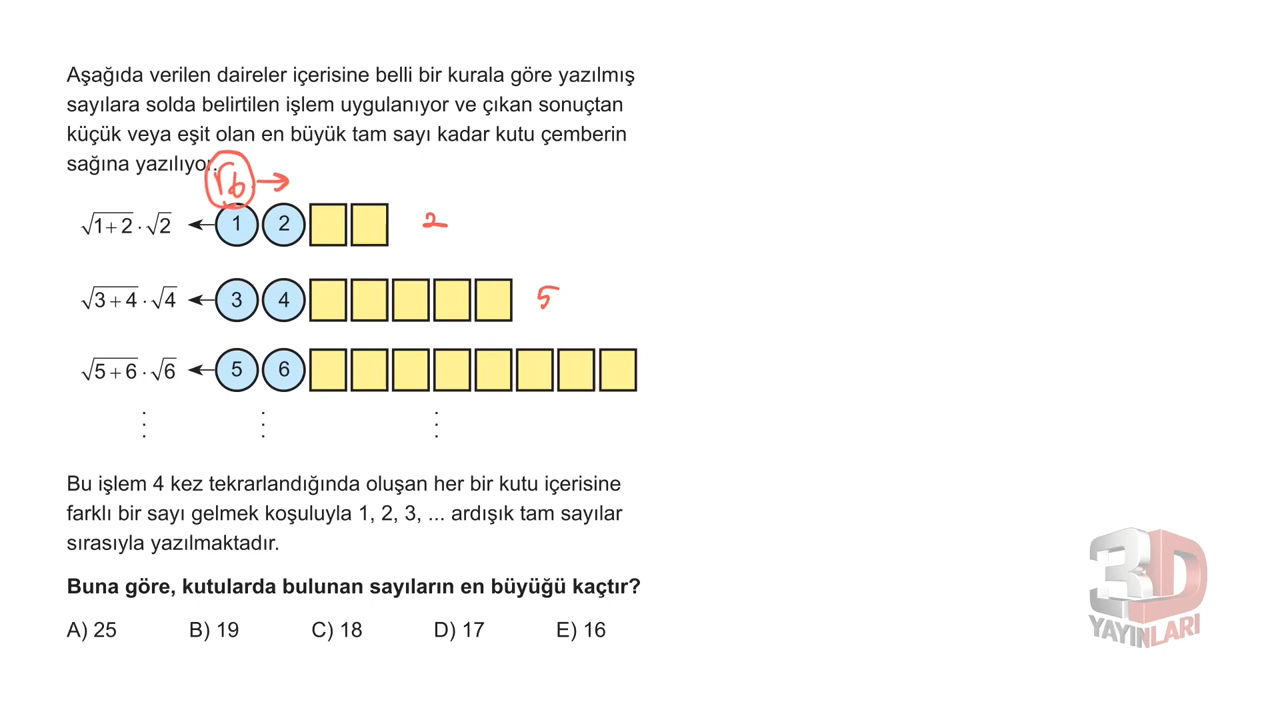 Aşağıda verilen daireler içerisine belli bir kurala göre yazılmış
sayılara solda belirtilen işlem uygulanıyor ve çıkan sonuçtan
küçük veya eşit olan en büyük tam sayı kadar kutu çemberin
sağına yazılıyor.
√6 →
√1+2 · √2 ← 1 2 2
√3+4 · √4 ← 3 4 5
√5+6 · √6 ← 5 6
⋮ ⋮ ⋮
Bu işlem 4 kez tekrarlandığında oluşan her bir kutu içerisine
farklı bir sayı gelmek koşuluyla 1, 2, 3, ... ardışık tam sayılar
sırasıyla yazılmaktadır.
Buna göre, kutularda bulunan sayıların en büyüğü kaçtır?
A) 25 B) 19 C) 18 D) 17 E) 16
3D
YAYINLARI